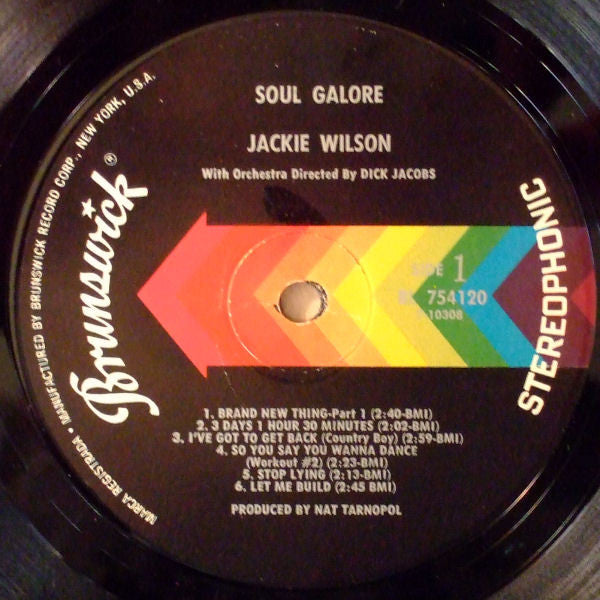 SOUL GALORE
JACKIE WILSON
With Orchestra Directed By DICK JACOBS
Brunswick®
STEREOPHONIC
SIDE 1
754120
10308
1. BRAND NEW THING-Part 1 (2:40-BMI)
2. 3 DAYS 1 HOUR 30 MINUTES (2:02-BMI)
3. I'VE GOT TO GET BACK (Country Boy) (2:59-BMI)
4. SO YOU SAY YOU WANNA DANCE
(Workout #2) (2:23-BMI)
5. STOP LYING (2:13-BMI)
6. LET ME BUILD (2:45 BMI)
PRODUCED BY NAT TARNOPOL
MARCA REGISTRADA • MANUFACTURED BY BRUNSWICK RECORD CORP., NEW YORK, U.S.A.